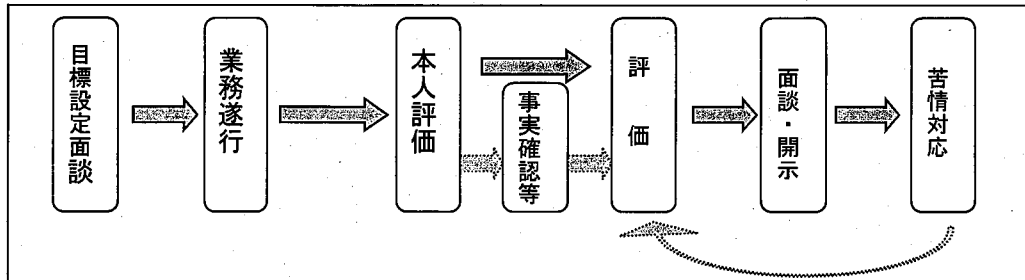 目標設定面談
業務遂行
本人評価
事実確認等
評価
面談・開示
苦情対応